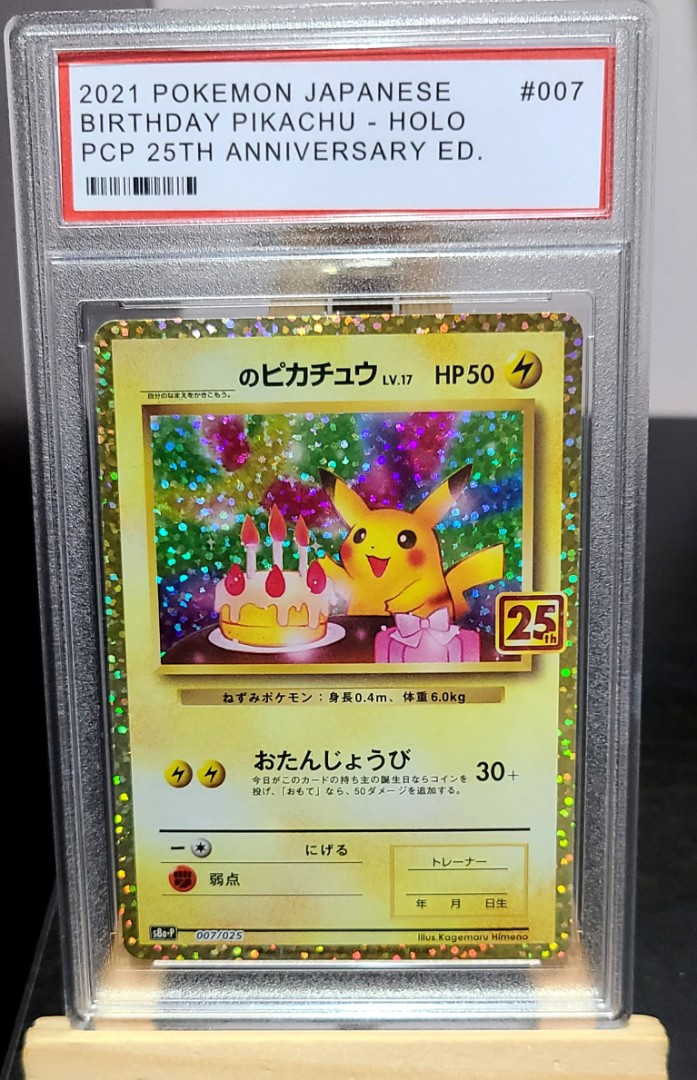 2021 POKEMON JAPANESE #007
BIRTHDAY PIKACHU - HOLO
PCP 25TH ANNIVERSARY ED.
のピカチュウ LV.17 HP50
自分のなまえをかきこもう。
25th
ねずみポケモン：身長0.4m、体重6.0kg
おたんじょうび 30+
今日がこのカードの持ち主の誕生日ならコインを
投げ、「おもて」なら、50ダメージを追加する。
にげる
弱点
トレーナー
年 月 日生
s8a-P 007/025 Illus.Kagemaru Himeno